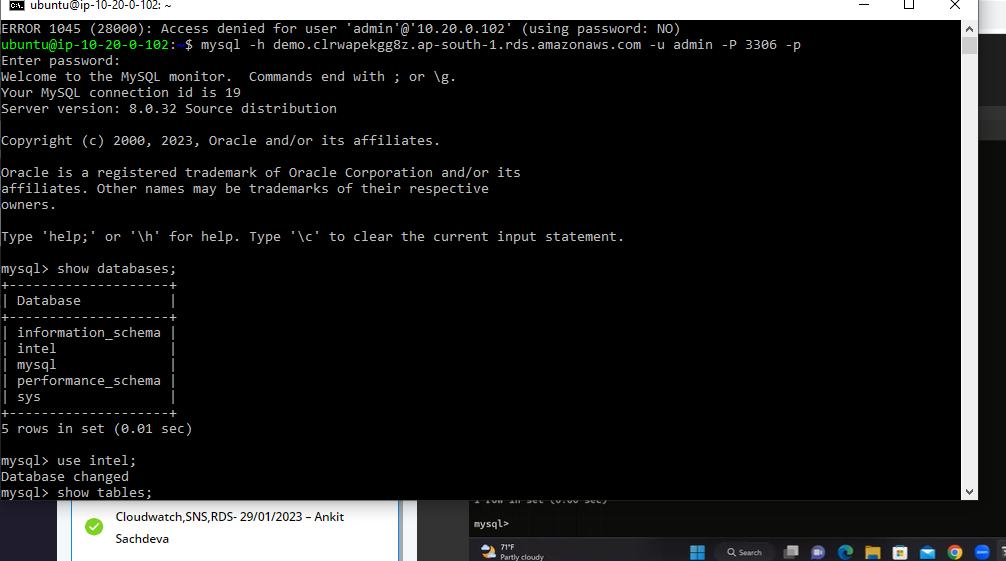 ubuntu@ip-10-20-0-102: ~
ERROR 1045 (28000): Access denied for user 'admin'@'10.20.0.102' (using password: NO)
ubuntu@ip-10-20-0-102:~$ mysql -h demo.clrwapekgg8z.ap-south-1.rds.amazonaws.com -u admin -P 3306 -p
Enter password:
Welcome to the MySQL monitor.  Commands end with ; or \g.
Your MySQL connection id is 19
Server version: 8.0.32 Source distribution
Copyright (c) 2000, 2023, Oracle and/or its affiliates.
Oracle is a registered trademark of Oracle Corporation and/or its
affiliates. Other names may be trademarks of their respective
owners.
Type 'help;' or '\h' for help. Type '\c' to clear the current input statement.
mysql> show databases;
+--------------------+
| Database           |
+--------------------+
| information_schema |
| intel              |
| mysql              |
| performance_schema |
| sys                |
+--------------------+
5 rows in set (0.01 sec)
mysql> use intel;
Database changed
mysql> show tables;
1 row in set (0.00 sec)
mysql>
Cloudwatch,SNS,RDS- 29/01/2023 – Ankit
Sachdeva
71°F
Partly cloudy
Search